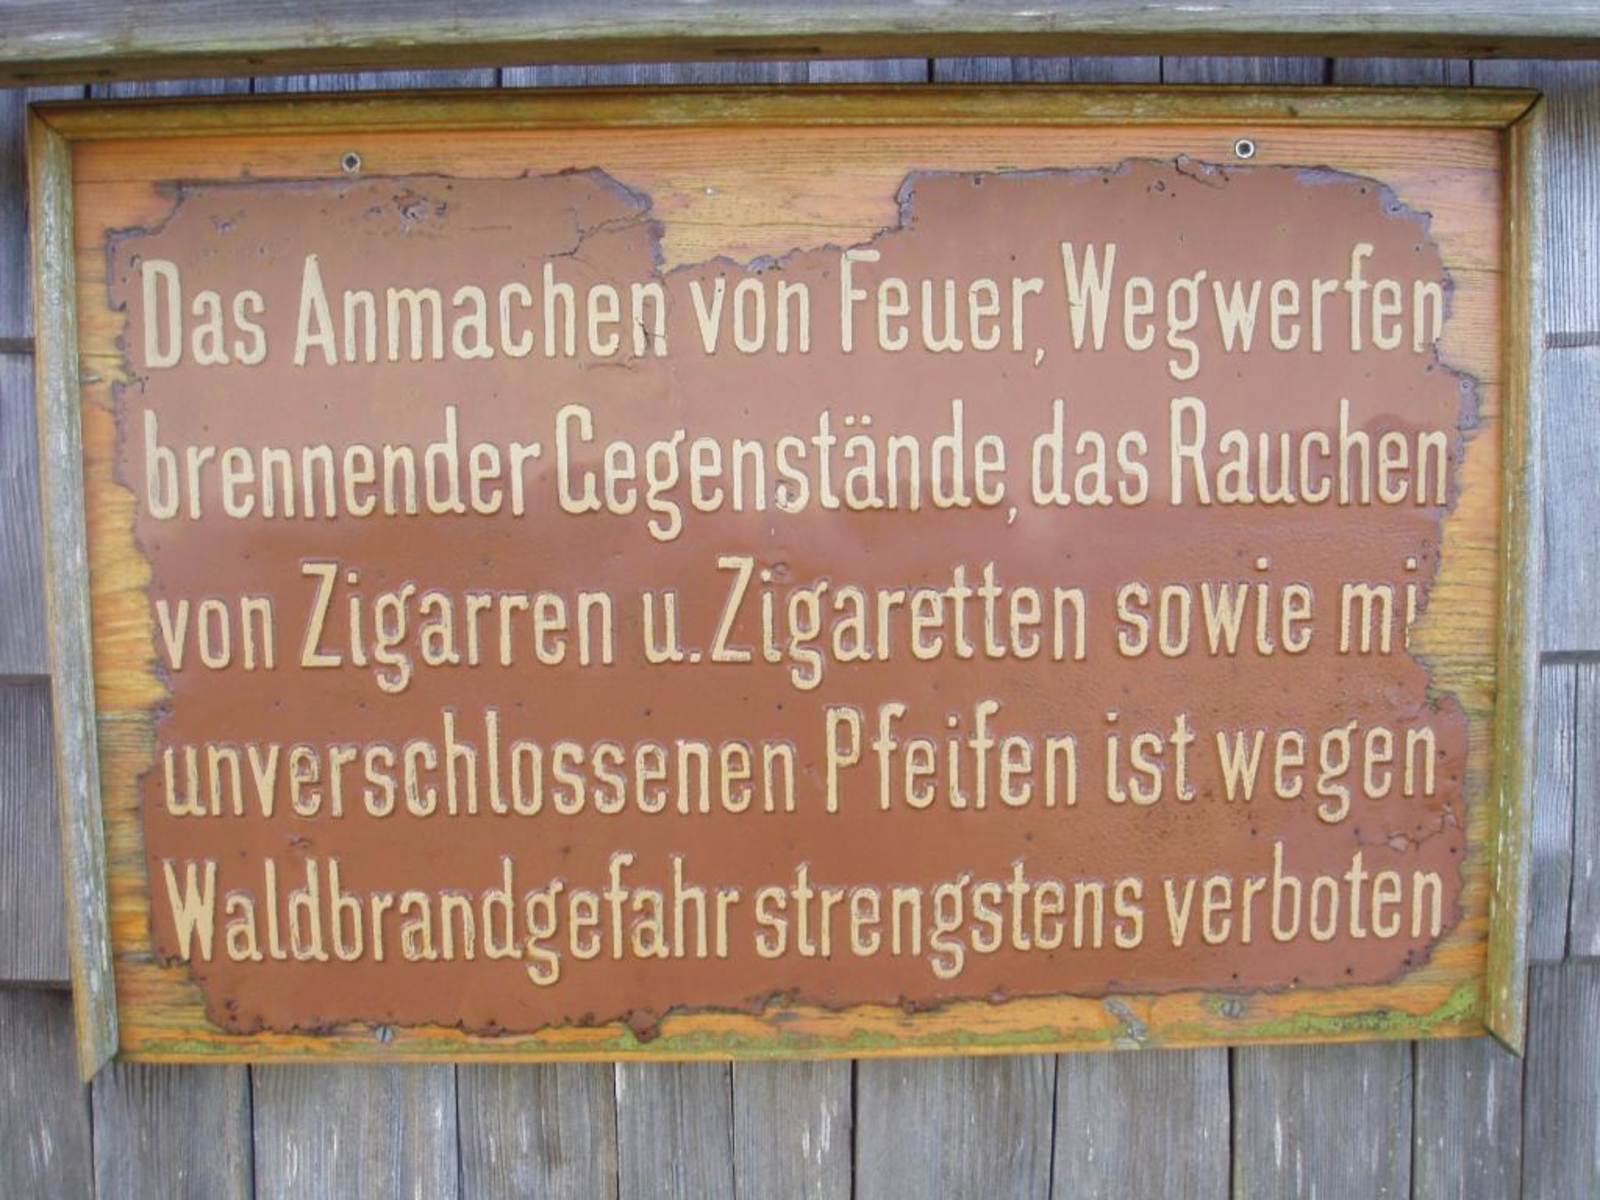 Das Anmachen von Feuer, Wegwerfen
brennender Gegenstände, das Rauchen
von Zigarren u. Zigaretten sowie mi
unverschlossenen Pfeifen ist wegen
Waldbrandgefahr strengstens verboten